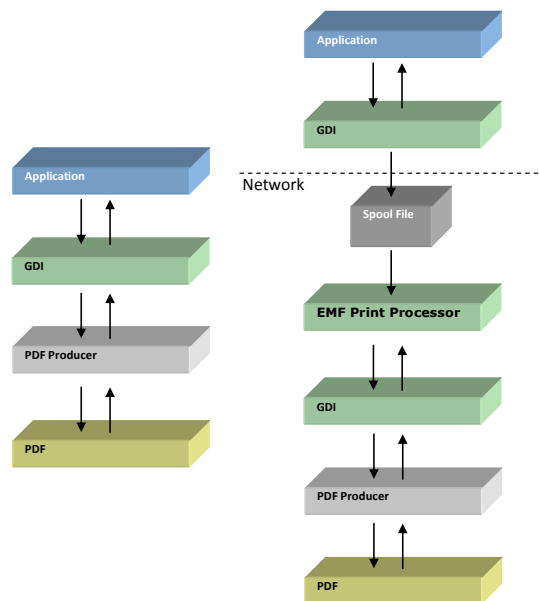 Application
GDI
PDF Producer
PDF
Application
GDI
Network
Spool File
EMF Print Processor
GDI
PDF Producer
PDF